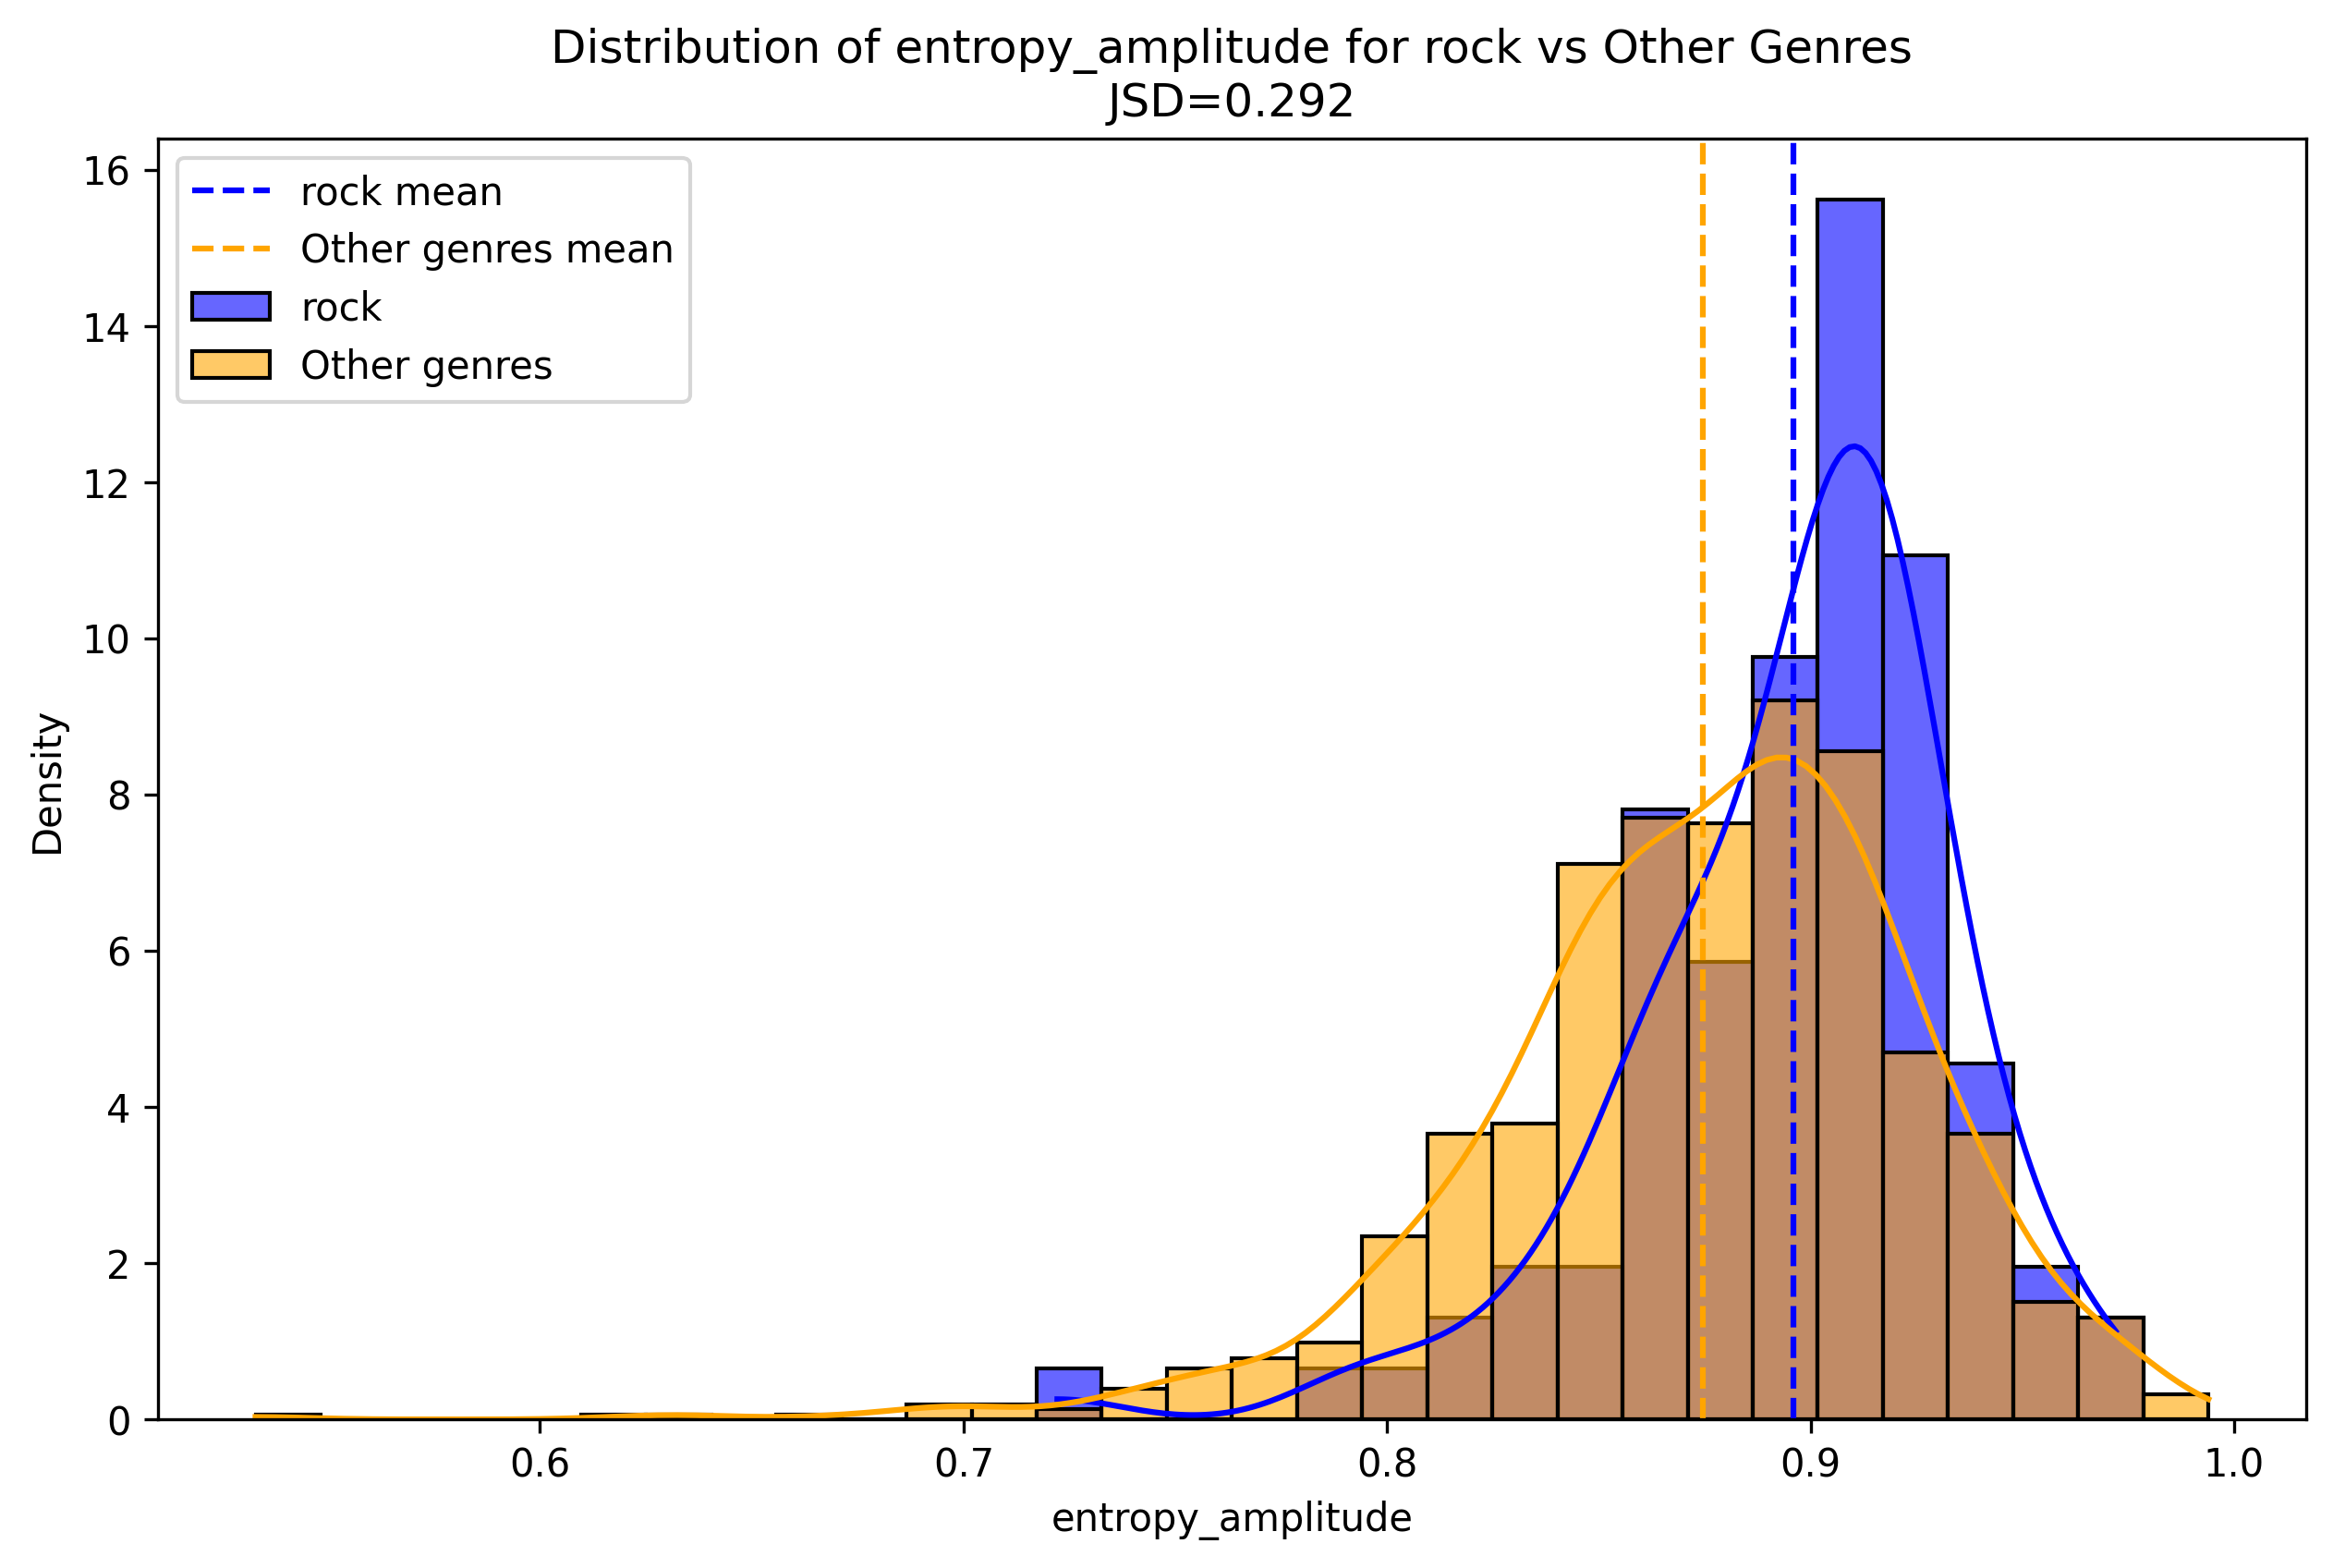 Distribution of entropy_amplitude for rock vs Other Genres
JSD=0.292
rock mean
Other genres mean
rock
Other genres
16
14
12
10
8
6
4
2
0
Density
0.6
0.7
0.8
0.9
1.0
entropy_amplitude